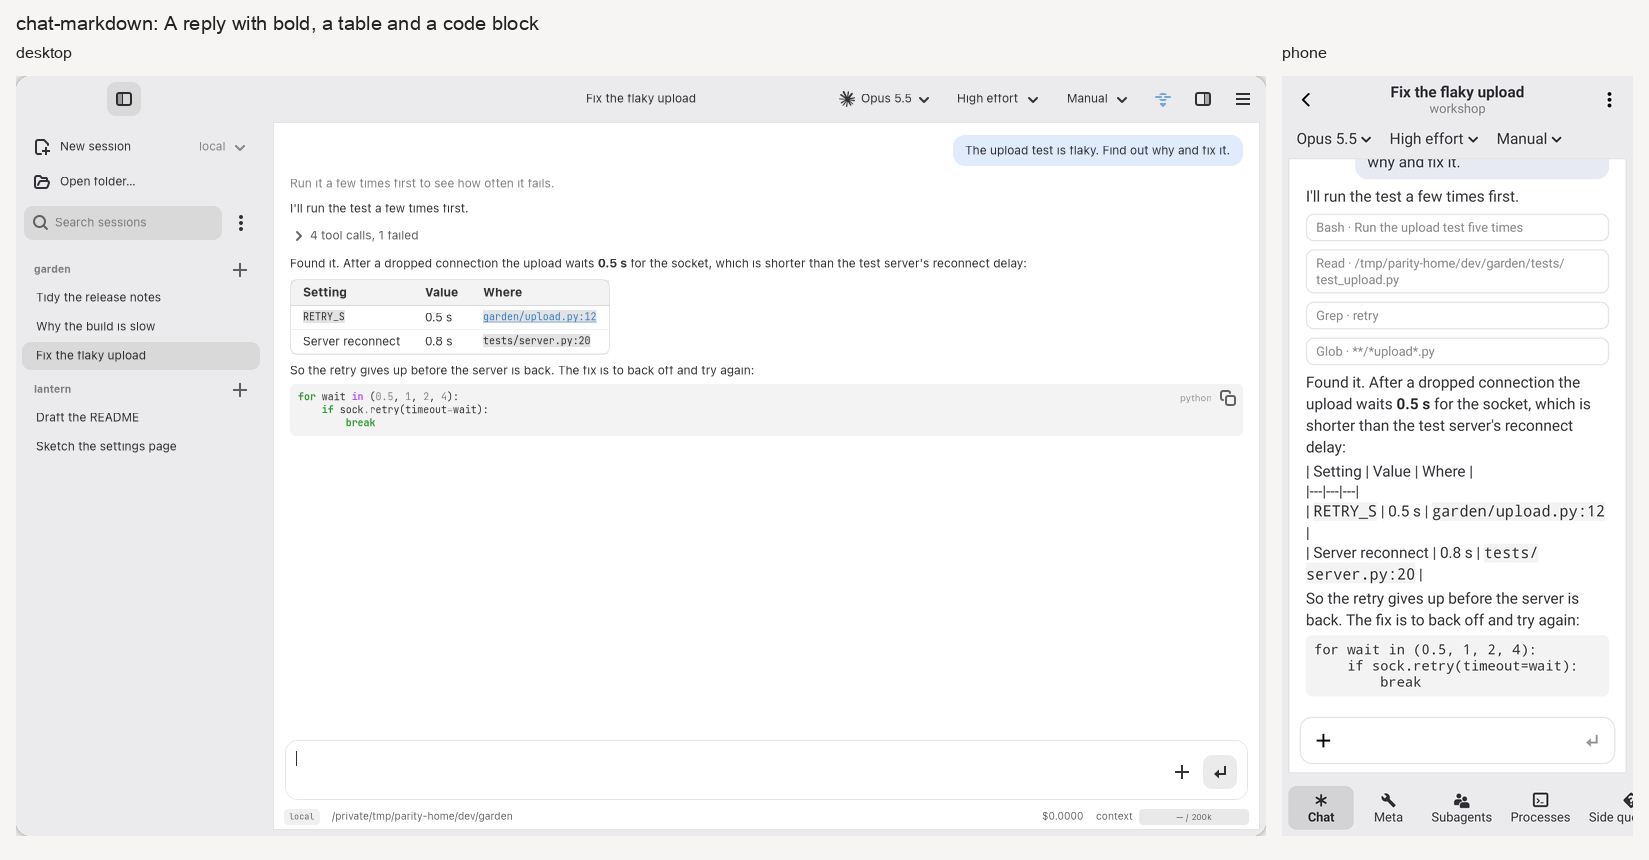 chat-markdown: A reply with bold, a table and a code block
desktop
Fix the flaky upload
Opus 5.5
High effort
Manual
New session
local
Open folder...
Search sessions
garden
Tidy the release notes
Why the build is slow
Fix the flaky upload
lantern
Draft the README
Sketch the settings page
The upload test is flaky. Find out why and fix it.
Run it a few times first to see how often it fails.
I'll run the test a few times first.
4 tool calls, 1 failed
Found it. After a dropped connection the upload waits 0.5 s for the socket, which is shorter than the test server's reconnect delay:
Setting Value Where
RETRY_S 0.5 s garden/upload.py:12
Server reconnect 0.8 s tests/server.py:20
So the retry gives up before the server is back. The fix is to back off and try again:
python
for wait in (0.5, 1, 2, 4):
if sock.retry(timeout=wait):
break
local /private/tmp/parity-home/dev/garden
$0.0000 context — / 200k
phone
Fix the flaky upload
workshop
Opus 5.5 High effort Manual
why and fix it.
I'll run the test a few times first.
Bash · Run the upload test five times
Read · /tmp/parity-home/dev/garden/tests/
test_upload.py
Grep · retry
Glob · **/*upload*.py
Found it. After a dropped connection the
upload waits 0.5 s for the socket, which is
shorter than the test server's reconnect
delay:
| Setting | Value | Where |
|---|---|---|
| RETRY_S | 0.5 s | garden/upload.py:12
|
| Server reconnect | 0.8 s | tests/
server.py:20 |
So the retry gives up before the server is
back. The fix is to back off and try again:
for wait in (0.5, 1, 2, 4):
if sock.retry(timeout=wait):
break
Chat Meta Subagents Processes Side qu